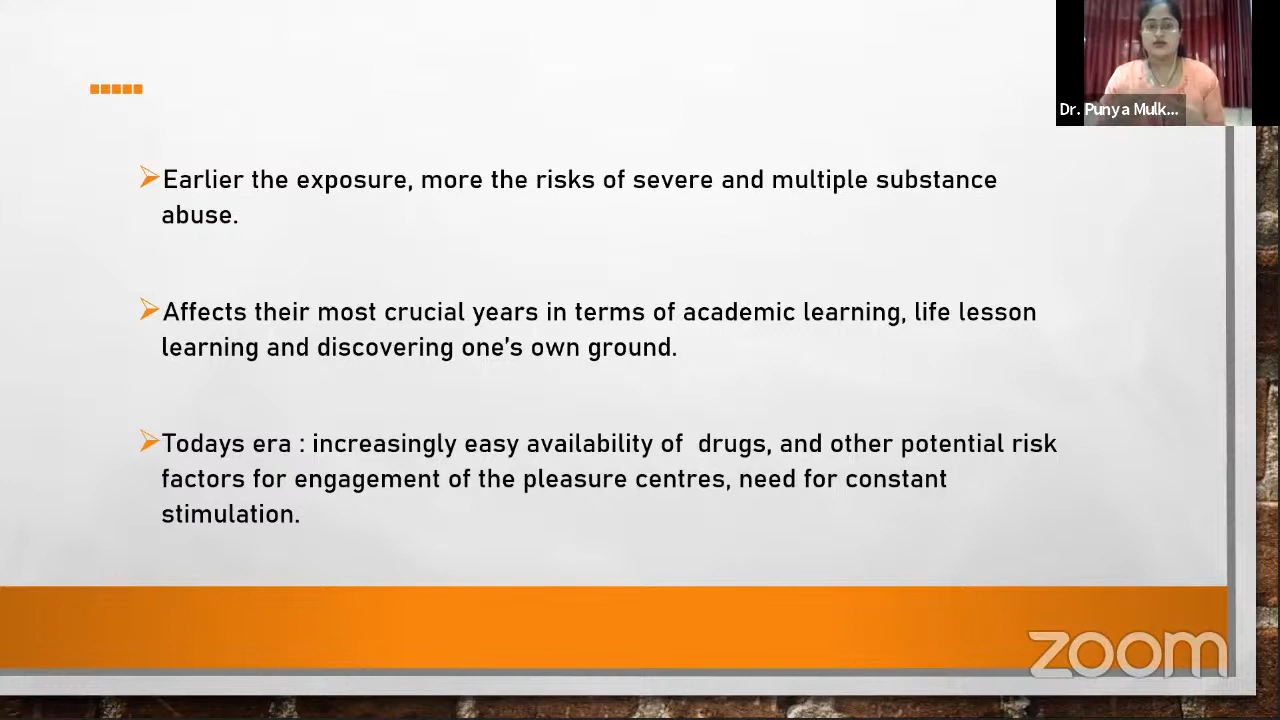 Dr. Punya Mulk...
.....
Earlier the exposure, more the risks of severe and multiple substance
abuse.
Affects their most crucial years in terms of academic learning, life lesson
learning and discovering one's own ground.
Todays era : increasingly easy availability of  drugs, and other potential risk
factors for engagement of the pleasure centres, need for constant
stimulation.
zoom